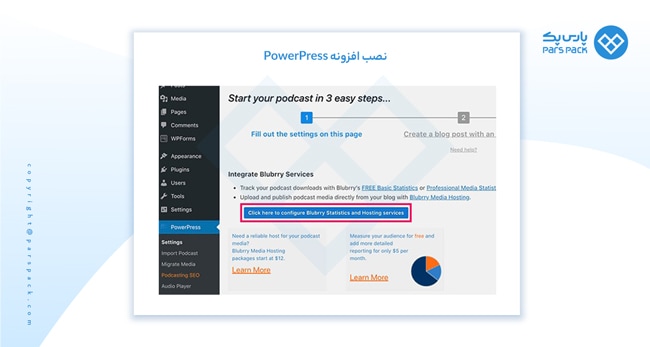 پارس پک
PARS PACK
نصب افزونه PowerPress
Media
Pages
Comments
WPForms
Appearance
Plugins
Users
Tools
Settings
PowerPress
Settings
Import Podcast
Migrate Media
Podcasting SEO
Audio Player
Start your podcast in 3 easy steps...
1
2
Fill out the settings on this page
Create a blog post with an
Need help?
Integrate Blubrry Services
Track your podcast downloads with Blubrry's FREE Basic Statistics or Professional Media Statist
Upload and publish podcast media directly from your blog with Blubrry Media Hosting.
Click here to configure Blubrry Statistics and Hosting services
Need a reliable host for your podcast
media?
Blubrry Media Hosting
packages start at $12.
Learn More
Measure your audience for free and
add more detailed
reporting for only $5 per
month.
Learn More
copyright@parspack.com